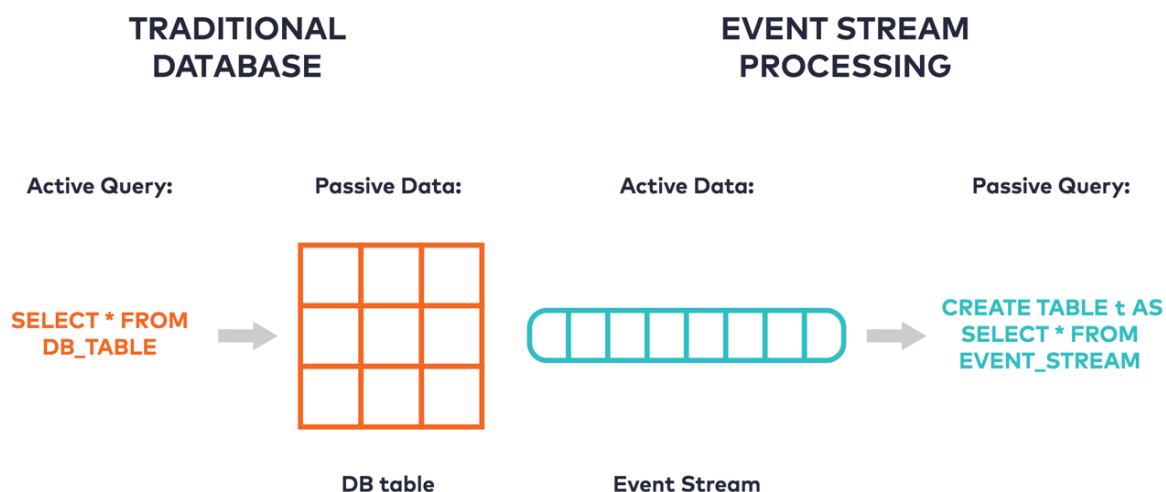 TRADITIONAL
DATABASE
EVENT STREAM
PROCESSING
Active Query:
Passive Data:
Active Data:
Passive Query:
SELECT * FROM
DB_TABLE
CREATE TABLE t AS
SELECT * FROM
EVENT_STREAM
DB table
Event Stream